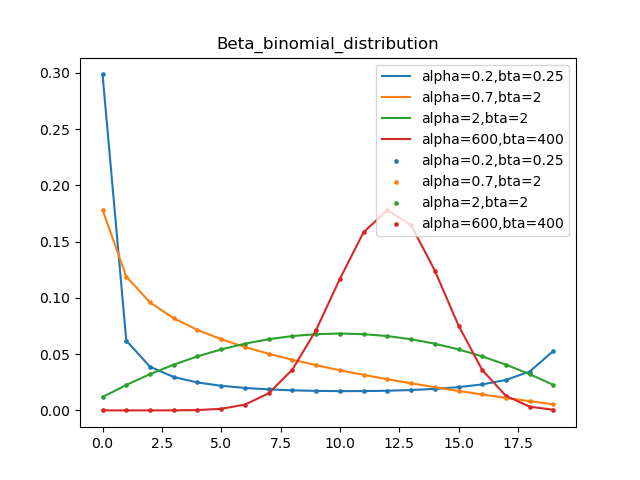 Beta_binomial_distribution
0.30
0.25
0.20
0.15
0.10
0.05
0.00
0.0 2.5 5.0 7.5 10.0 12.5 15.0 17.5
alpha=0.2,bta=0.25
alpha=0.7,bta=2
alpha=2,bta=2
alpha=600,bta=400
alpha=0.2,bta=0.25
alpha=0.7,bta=2
alpha=2,bta=2
alpha=600,bta=400